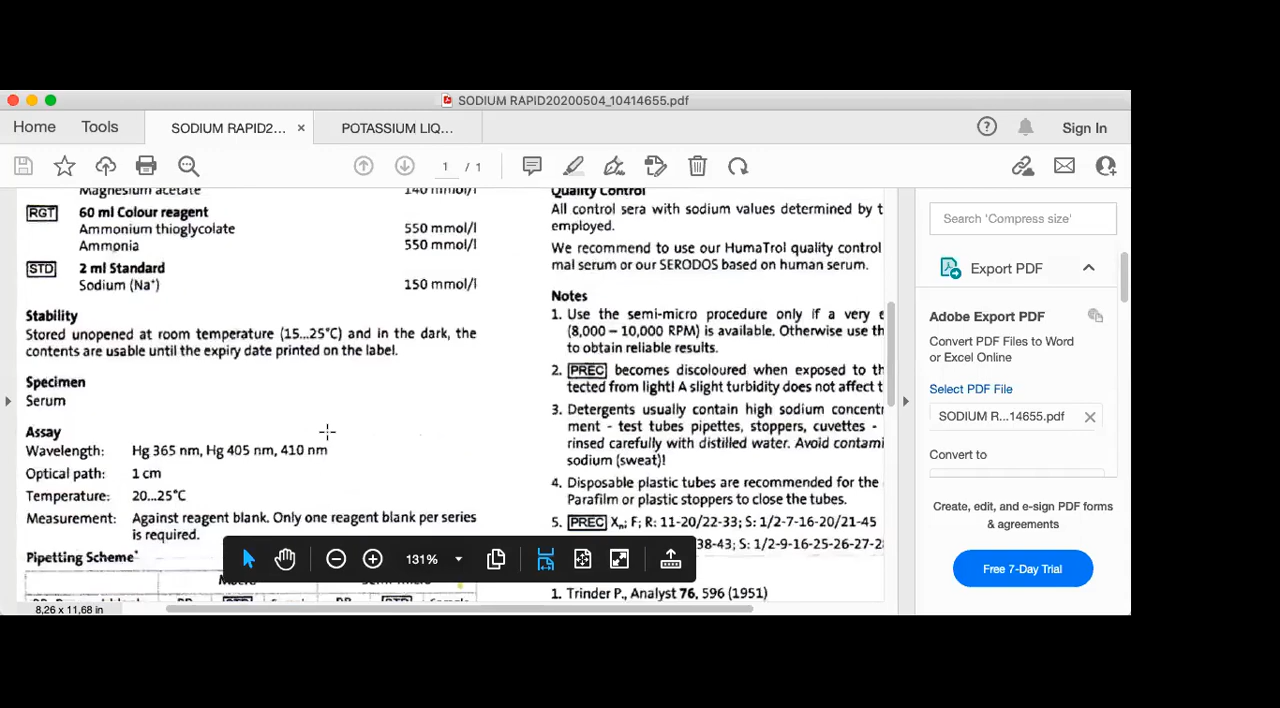 SODIUM RAPID20200504_10414655.pdf
Home Tools SODIUM RAPID2... × POTASSIUM LIQ... Sign In
1 / 1
Magnesium acetate 140 mmol/l
RGT 60 ml Colour reagent
Ammonium thioglycolate 550 mmol/l
Ammonia 550 mmol/l
STD 2 ml Standard
Sodium (Na⁺) 150 mmol/l
Stability
Stored unopened at room temperature (15...25°C) and in the dark, the
contents are usable until the expiry date printed on the label.
Specimen
Serum
Assay
Wavelength: Hg 365 nm, Hg 405 nm, 410 nm
Optical path: 1 cm
Temperature: 20...25°C
Measurement: Against reagent blank. Only one reagent blank per series
is required.
Pipetting Scheme
Quality Control
All control sera with sodium values determined by t
employed.
We recommend to use our HumaTrol quality control
mal serum or our SERODOS based on human serum.
Notes
1. Use the semi-micro procedure only if a very e
(8,000 – 10,000 RPM) is available. Otherwise use th
to obtain reliable results.
2. PREC becomes discoloured when exposed to th
tected from light! A slight turbidity does not affect t
3. Detergents usually contain high sodium concent
ment - test tubes pipettes, stoppers, cuvettes -
rinsed carefully with distilled water. Avoid contami
sodium (sweat)!
4. Disposable plastic tubes are recommended for the
Parafilm or plastic stoppers to close the tubes.
5. PREC Xn; F; R: 11-20/22-33; S: 1/2-7-16-20/21-45
38-43; S: 1/2-9-16-25-26-27-28
1. Trinder P., Analyst 76, 596 (1951)
131%
8,26 x 11,68 in
Search 'Compress size'
Export PDF
Adobe Export PDF
Convert PDF Files to Word
or Excel Online
Select PDF File
SODIUM R...14655.pdf
Convert to
Create, edit, and e-sign PDF forms
& agreements
Free 7-Day Trial